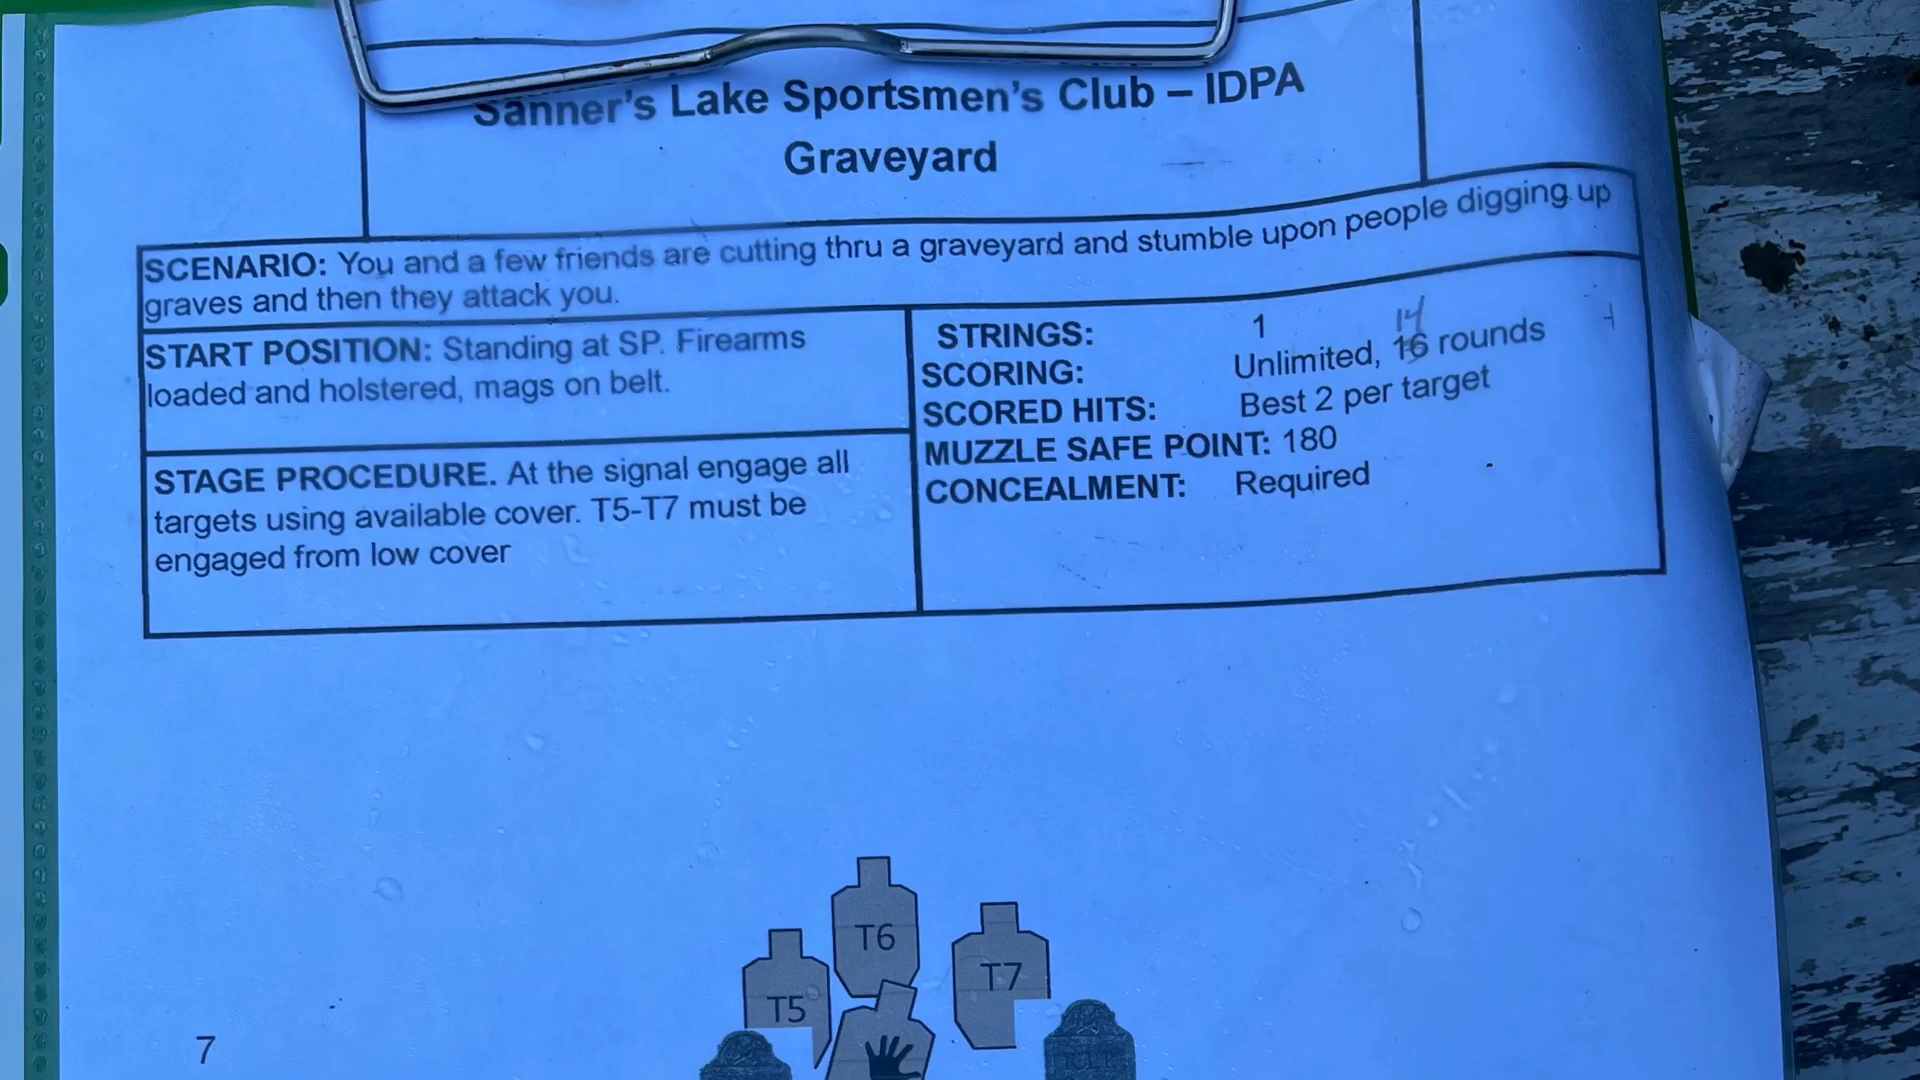 Sanner's Lake Sportsmen's Club – IDPA
Graveyard
SCENARIO: You and a few friends are cutting thru a graveyard and stumble upon people digging up
graves and then they attack you.
START POSITION: Standing at SP. Firearms
loaded and holstered, mags on belt.
STAGE PROCEDURE. At the signal engage all
targets using available cover. T5-T7 must be
engaged from low cover
STRINGS: 1
14
SCORING: Unlimited, 16 rounds
SCORED HITS: Best 2 per target
MUZZLE SAFE POINT: 180
CONCEALMENT: Required
T6
T7
T5
7